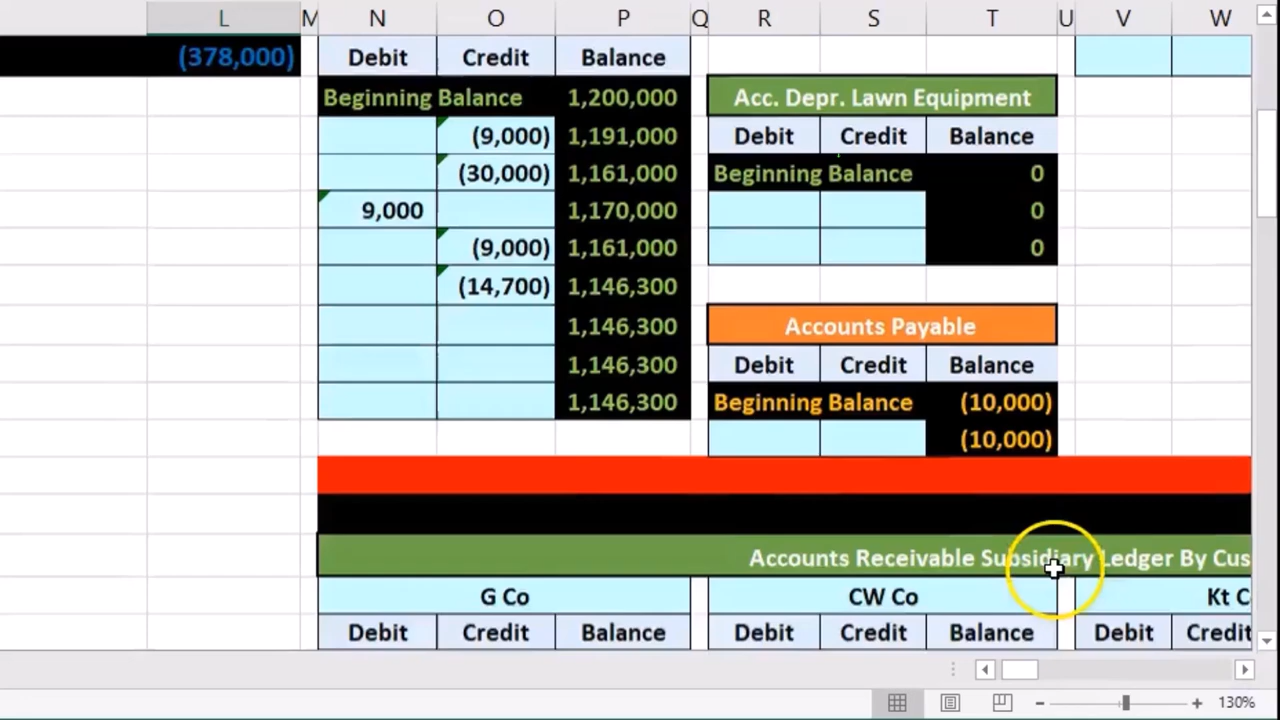 L M N O P Q R S T U V W
(378,000) Debit Credit Balance
Beginning Balance 1,200,000 Acc. Depr. Lawn Equipment
(9,000) 1,191,000 Debit Credit Balance
(30,000) 1,161,000 Beginning Balance 0
9,000 1,170,000 0
(9,000) 1,161,000 0
(14,700) 1,146,300
1,146,300 Accounts Payable
1,146,300 Debit Credit Balance
1,146,300 Beginning Balance (10,000)
(10,000)
Accounts Receivable Subsidiary Ledger By Cus
G Co CW Co Kt C
Debit Credit Balance Debit Credit Balance Debit Credit
130%